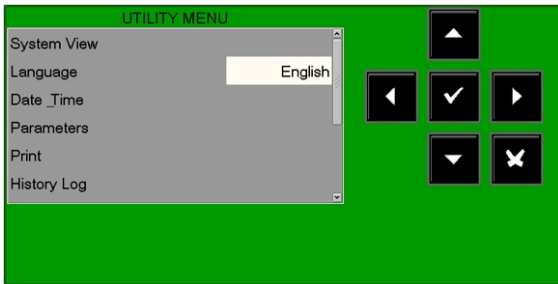 UTILITY MENU
System View
Language English
Date _Time
Parameters
Print
History Log